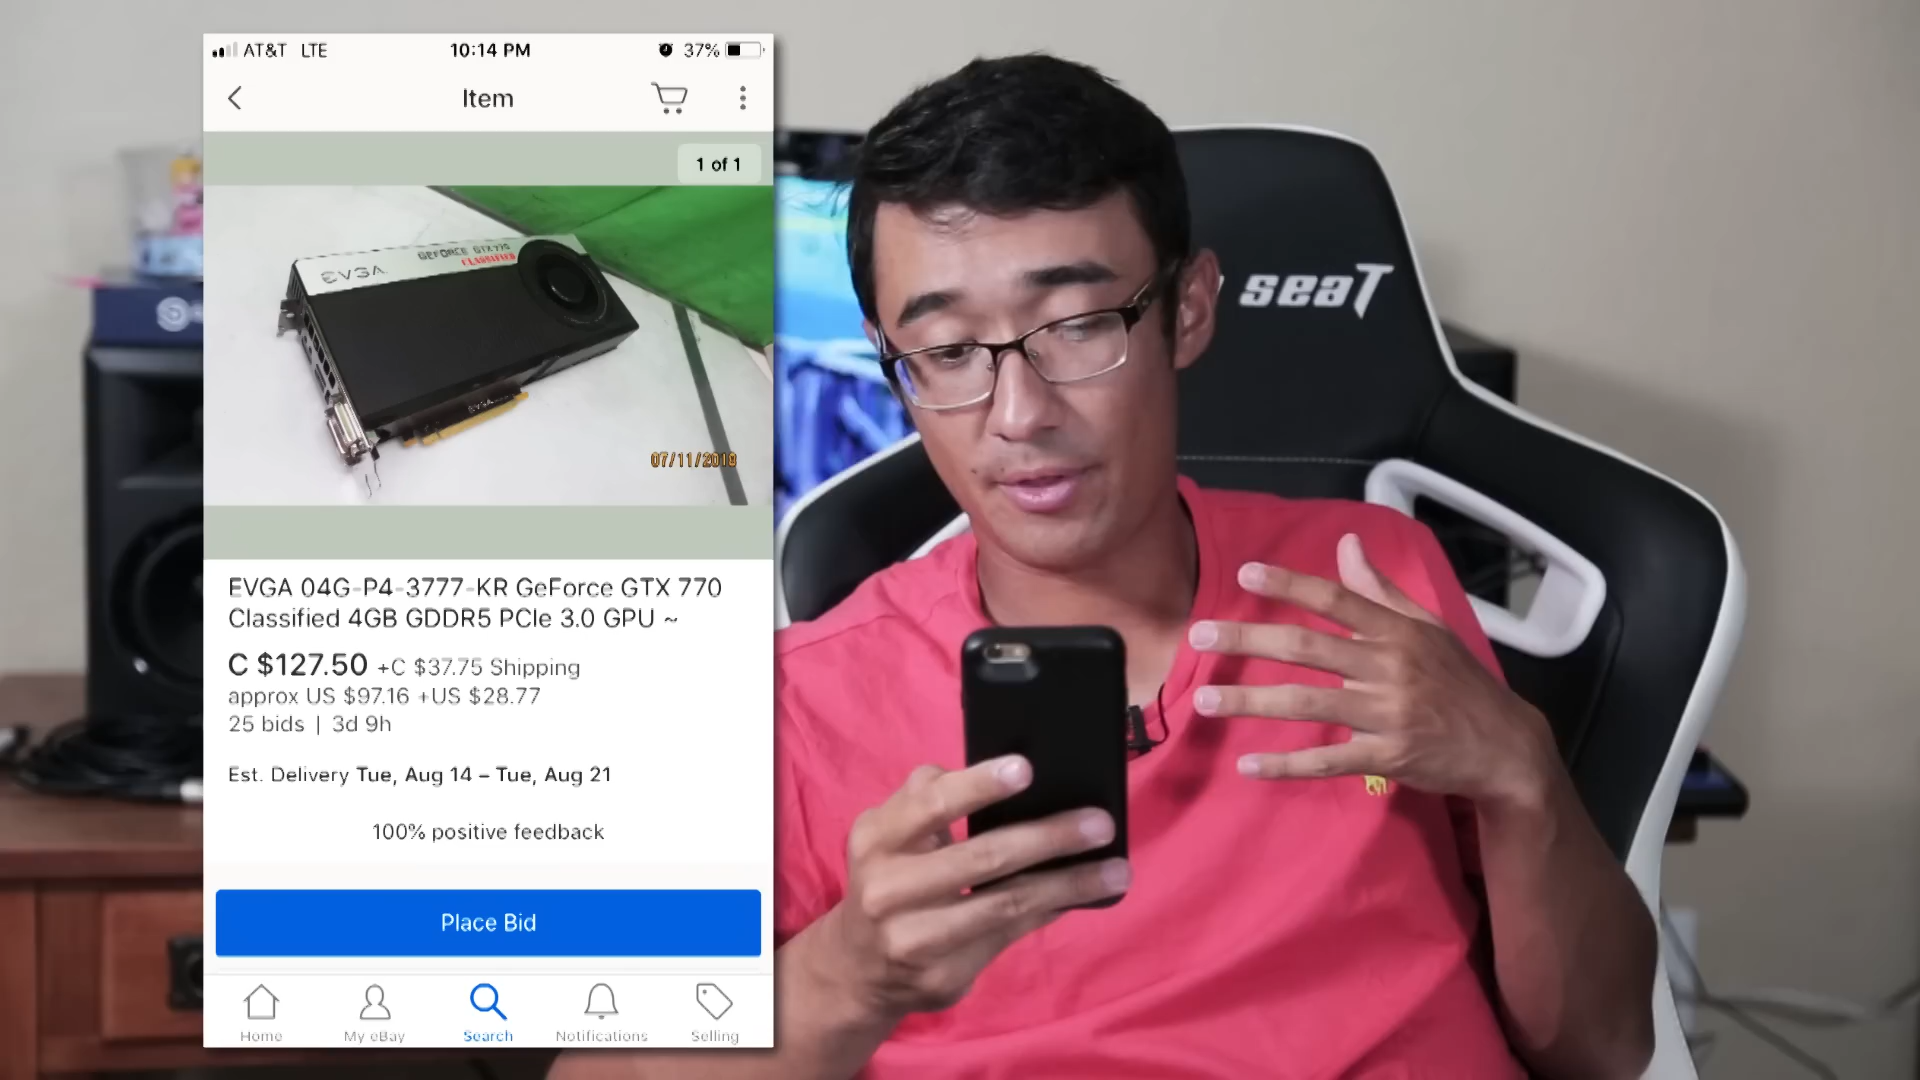 AT&T LTE 10:14 PM 37%
Item
1 of 1
EVGA
GEFORCE GTX 770
CLASSIFIED
EVGA
EVGA 04G-P4-3777-KR GeForce GTX 770
Classified 4GB GDDR5 PCIe 3.0 GPU ~
C $127.50 +C $37.75 Shipping
approx US $97.16 +US $28.77
25 bids | 3d 9h
Est. Delivery Tue, Aug 14 – Tue, Aug 21
100% positive feedback
Place Bid
Home My eBay Search Notifications Selling
seat